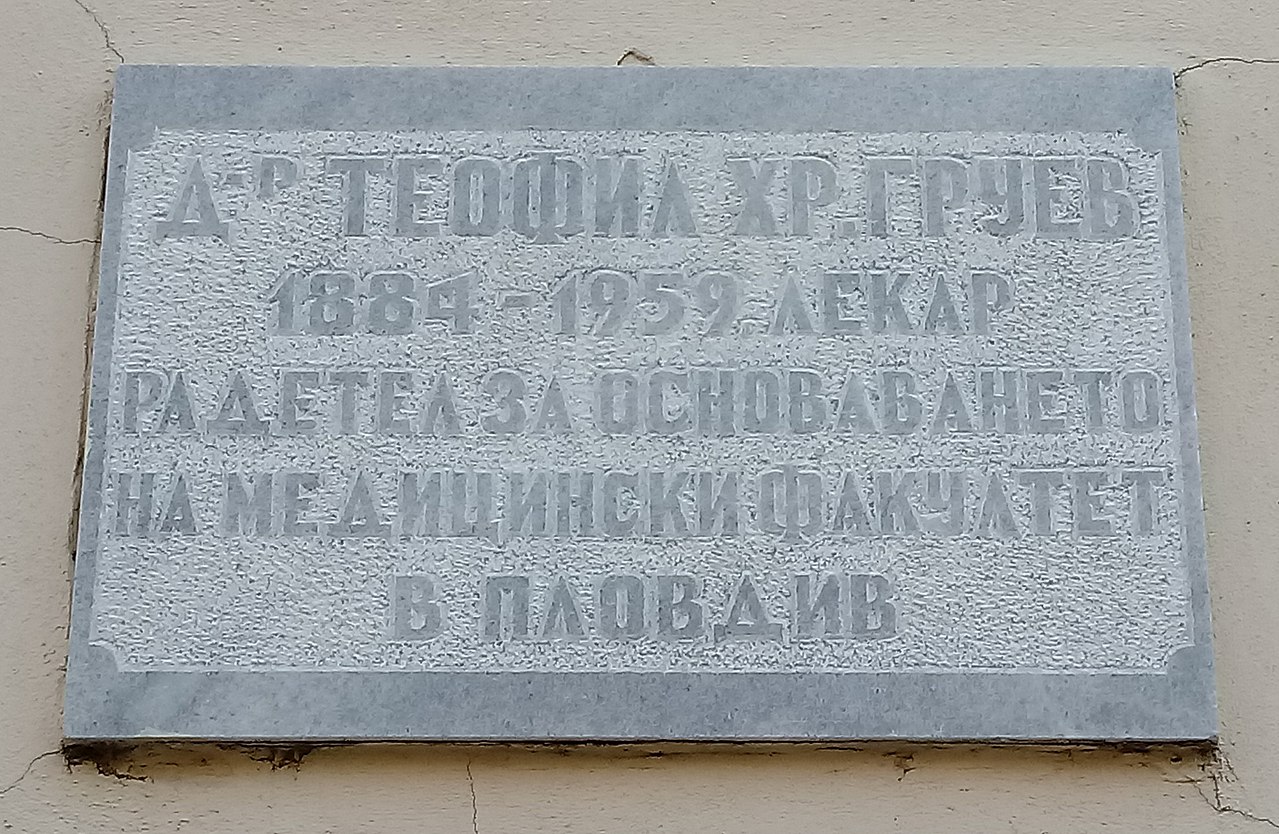 Д-Р ТЕОФИЛ ХР. ГРУЕВ
1884 - 1959. ЛЕКАР
РАДЕТЕЛ ЗА ОСНОВАВАНЕТО
НА МЕДИЦИНСКИ ФАКУЛТЕТ
В ПЛОВДИВ